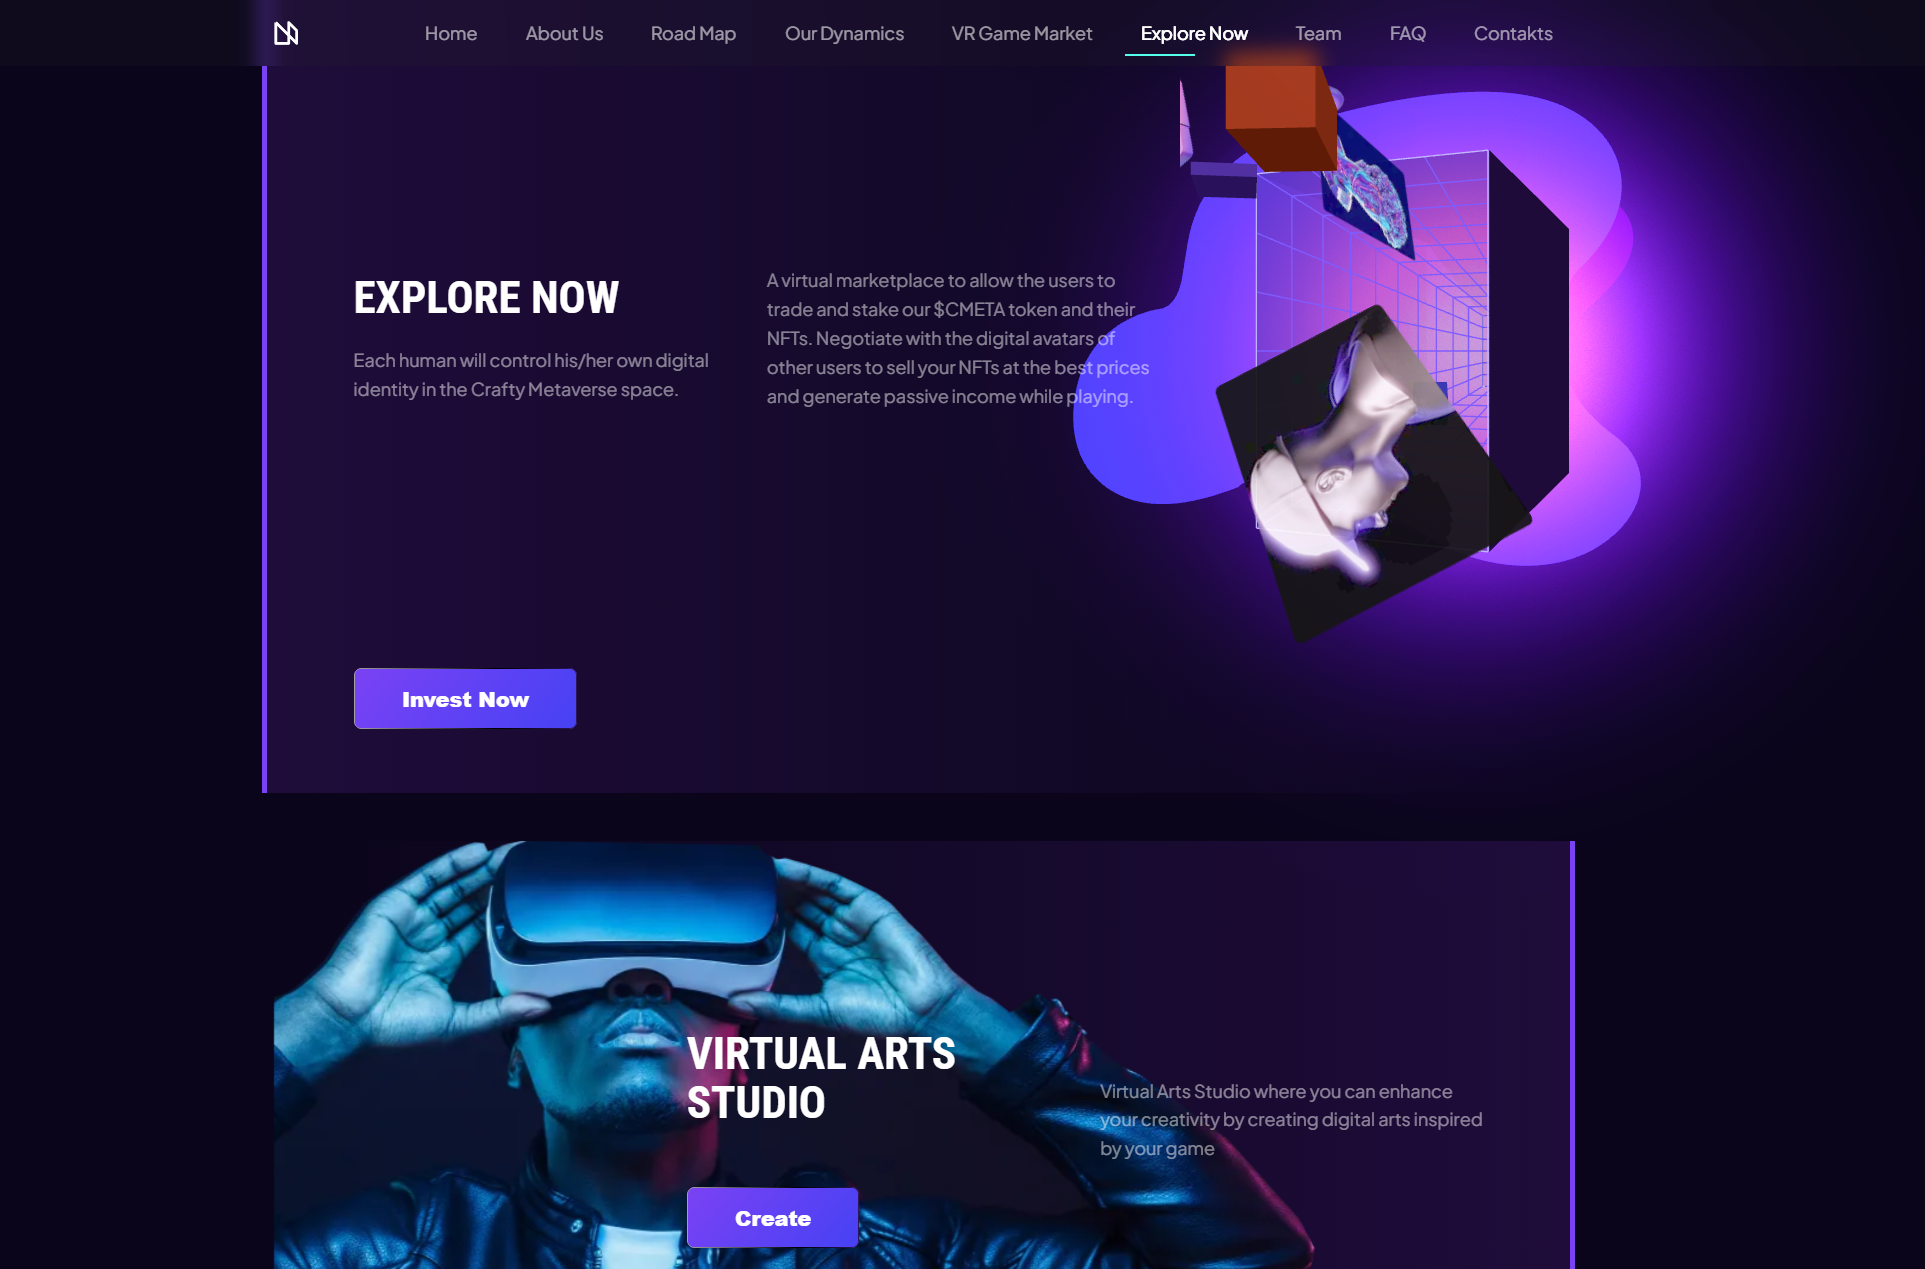 Home About Us Road Map Our Dynamics VR Game Market Explore Now Team FAQ Contakts
EXPLORE NOW
Each human will control his/her own digital
identity in the Crafty Metaverse space.
A virtual marketplace to allow the users to
trade and stake our $CMETA token and their
NFTs. Negotiate with the digital avatars of
other users to sell your NFTs at the best prices
and generate passive income while playing.
Invest Now
VIRTUAL ARTS
STUDIO
Virtual Arts Studio where you can enhance
your creativity by creating digital arts inspired
by your game
Create